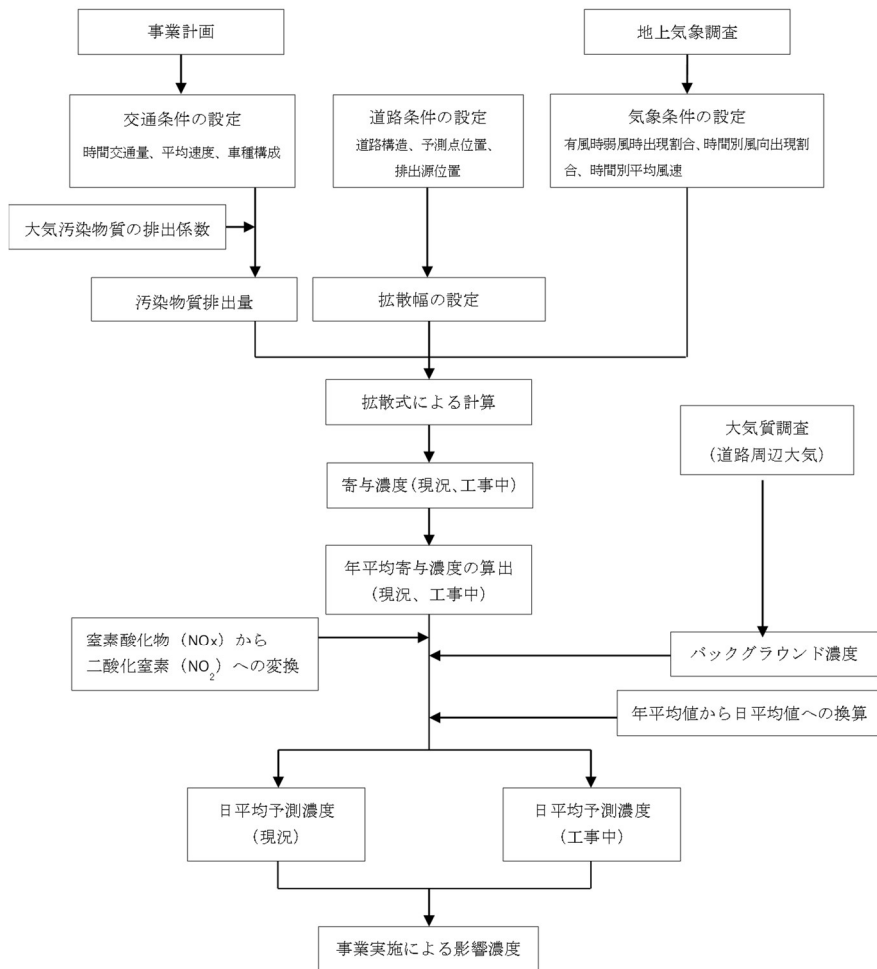 事業計画
地上気象調査
交通条件の設定
時間交通量、平均速度、車種構成
道路条件の設定
道路構造、予測点位置、
排出源位置
気象条件の設定
有風時弱風時出現割合、時間別風向出現割
合、時間別平均風速
大気汚染物質の排出係数
汚染物質排出量
拡散幅の設定
拡散式による計算
大気質調査
(道路周辺大気)
寄与濃度(現況、工事中)
年平均寄与濃度の算出
(現況、工事中)
窒素酸化物（NOx）から
二酸化窒素（NO₂）への変換
バックグラウンド濃度
年平均値から日平均値への換算
日平均予測濃度
(現況)
日平均予測濃度
(工事中)
事業実施による影響濃度